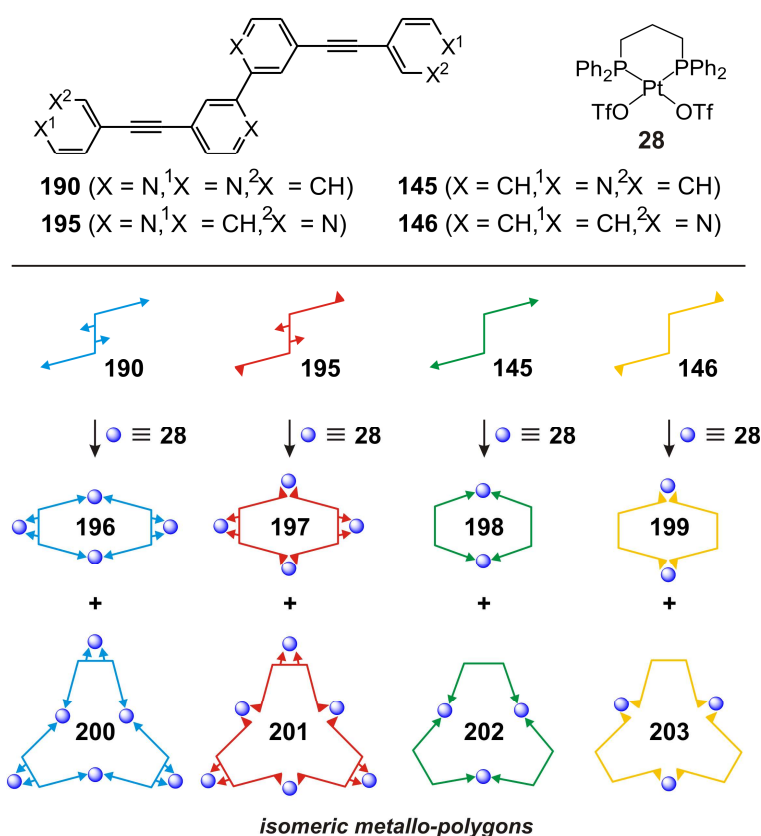 X X¹
X²
Ph₂P PPh₂
Pt
TfO OTf
28
X²
X¹ X
190 (X = N,¹X = N,²X = CH) 145 (X = CH,¹X = N,²X = CH)
195 (X = N,¹X = CH,²X = N) 146 (X = CH,¹X = CH,²X = N)
190 195 145 146
≡ 28 ≡ 28 ≡ 28 ≡ 28
196 197 198 199
+ + + +
200 201 202 203
isomeric metallo-polygons